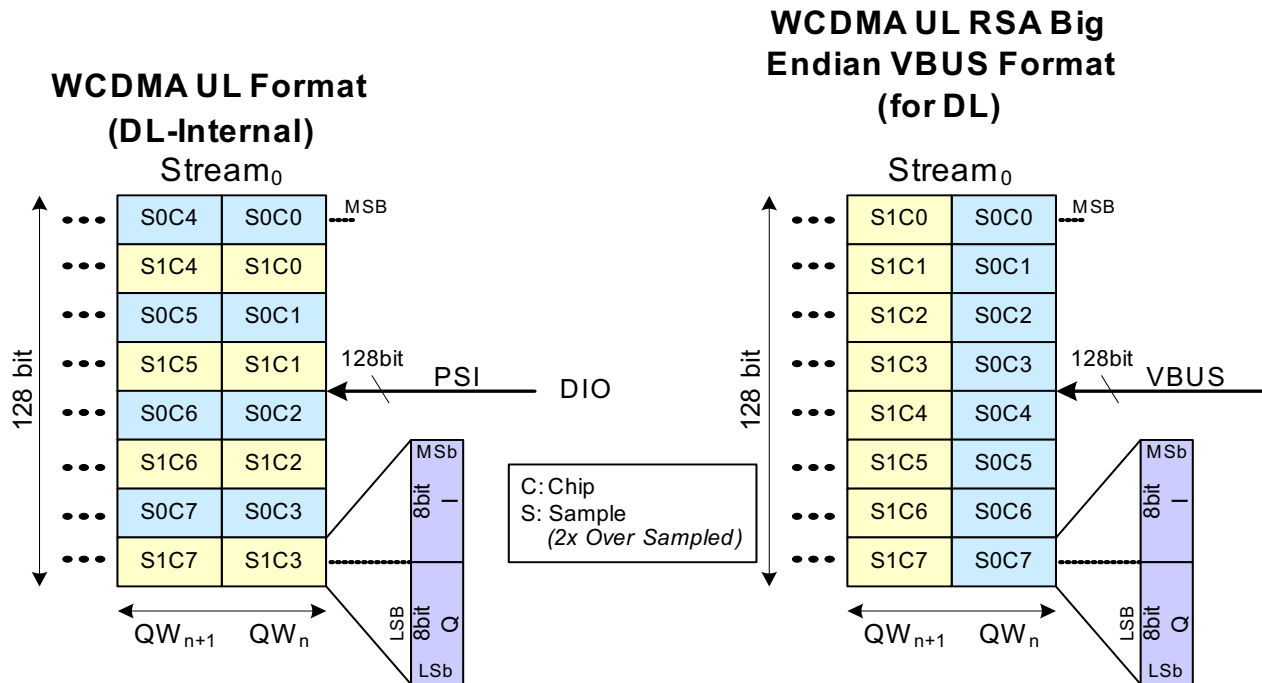 WCDMA UL Format
(DL-Internal)
Stream0
128 bit
S0C4 S0C0 MSB
S1C4 S1C0
S0C5 S0C1
S1C5 S1C1
S0C6 S0C2
S1C6 S1C2
S0C7 S0C3
S1C7 S1C3
128bit PSI DIO
MSb
8bit I
8bit Q
LSB
LSb
QWn+1 QWn
C: Chip
S: Sample
(2x Over Sampled)
WCDMA UL RSA Big
Endian VBUS Format
(for DL)
Stream0
128 bit
S1C0 S0C0 MSB
S1C1 S0C1
S1C2 S0C2
S1C3 S0C3
S1C4 S0C4
S1C5 S0C5
S1C6 S0C6
S1C7 S0C7
128bit VBUS
MSb
8bit I
8bit Q
LSB
LSb
QWn+1 QWn